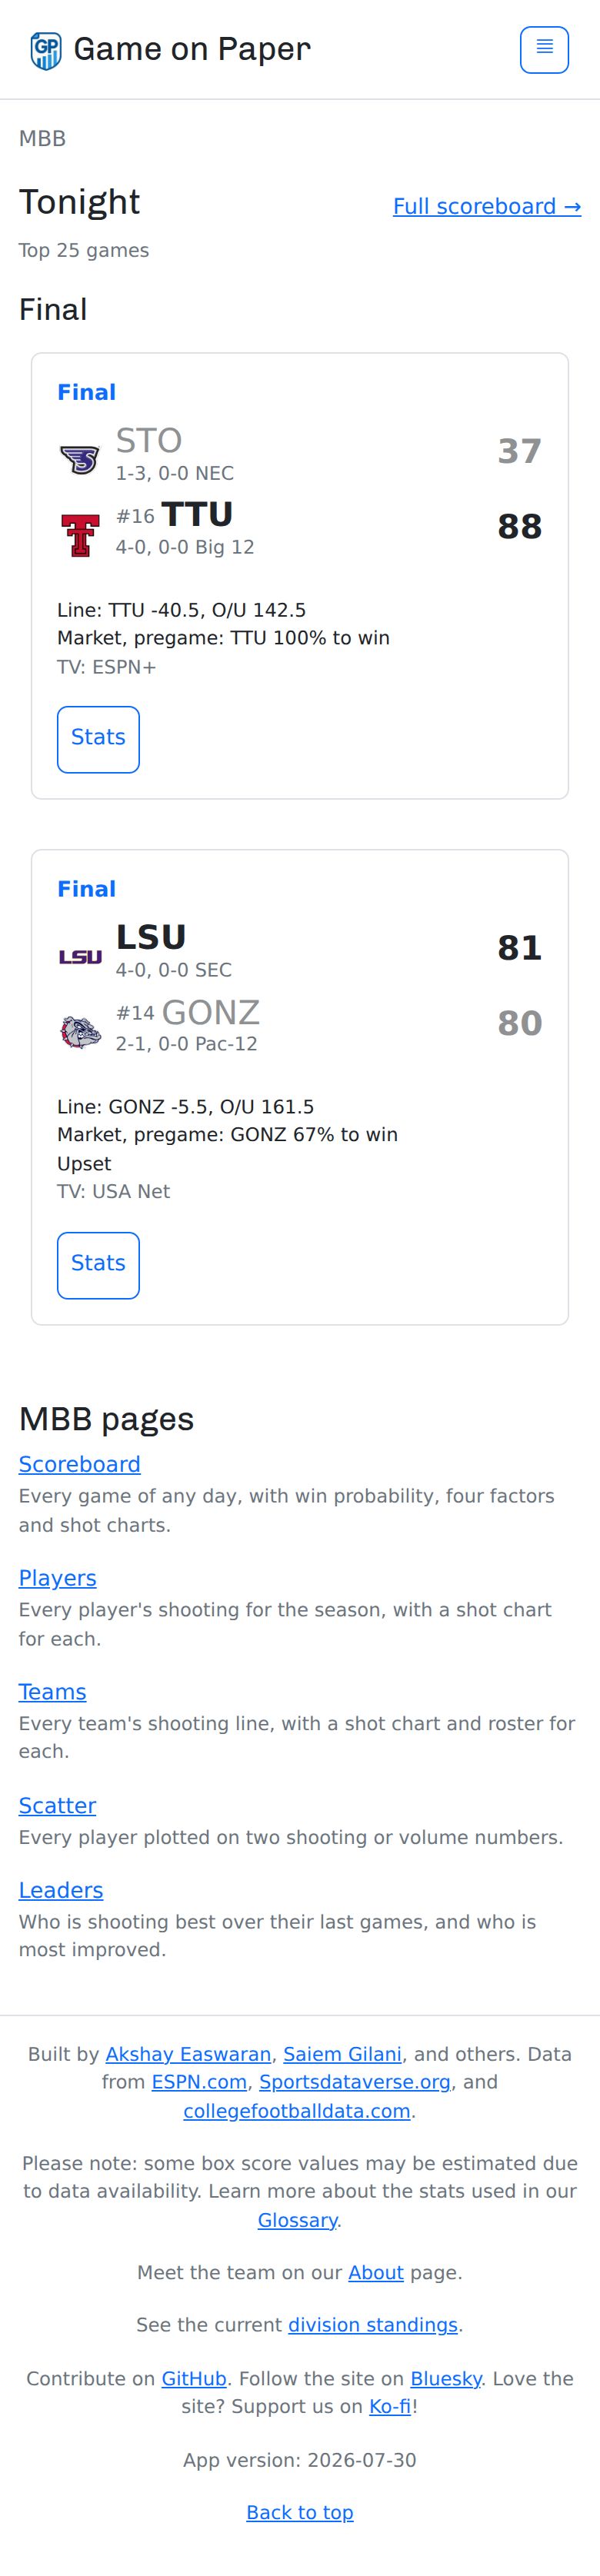 GP Game on Paper
MBB
Tonight
Full scoreboard →
Top 25 games
Final
Final
STO
37
1-3, 0-0 NEC
#16 TTU
88
4-0, 0-0 Big 12
Line: TTU -40.5, O/U 142.5
Market, pregame: TTU 100% to win
TV: ESPN+
Stats
Final
LSU
LSU
81
4-0, 0-0 SEC
#14 GONZ
80
2-1, 0-0 Pac-12
Line: GONZ -5.5, O/U 161.5
Market, pregame: GONZ 67% to win
Upset
TV: USA Net
Stats
MBB pages
Scoreboard
Every game of any day, with win probability, four factors
and shot charts.
Players
Every player's shooting for the season, with a shot chart
for each.
Teams
Every team's shooting line, with a shot chart and roster for
each.
Scatter
Every player plotted on two shooting or volume numbers.
Leaders
Who is shooting best over their last games, and who is
most improved.
Built by Akshay Easwaran, Saiem Gilani, and others. Data
from ESPN.com, Sportsdataverse.org, and
collegefootballdata.com.
Please note: some box score values may be estimated due
to data availability. Learn more about the stats used in our
Glossary.
Meet the team on our About page.
See the current division standings.
Contribute on GitHub. Follow the site on Bluesky. Love the
site? Support us on Ko-fi!
App version: 2026-07-30
Back to top